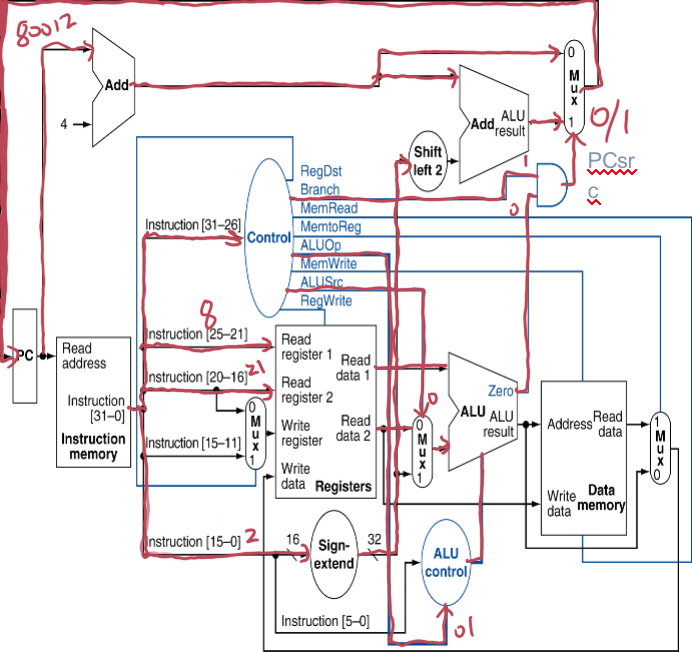 80012
Add
4
0
Mux
1
0/1
Add ALU result
Shift left 2
1
PCsr
c
0
RegDst
Branch
MemRead
MemtoReg
ALUOp
MemWrite
ALUSrc
RegWrite
Control
Instruction [31–26]
8
Instruction [25–21]
Instruction [20–16]
21
Instruction [15–11]
Instruction [15–0]
2
PC
Read address
Instruction [31–0]
Instruction memory
0
Mux
1
Read register 1
Read register 2
Write register
Write data
Read data 1
Read data 2
Registers
0
0
Mux
1
Zero
ALU
ALU result
Address
Read data
Write data
Data memory
1
Mux
0
16
Sign-extend
32
ALU control
Instruction [5–0]
01